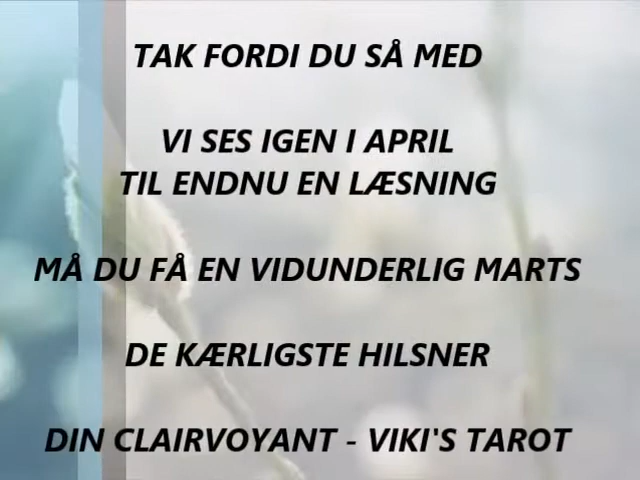 TAK FORDI DU SÅ MED
VI SES IGEN I APRIL
TIL ENDNU EN LÆSNING
MÅ DU FÅ EN VIDUNDERLIG MARTS
DE KÆRLIGSTE HILSNER
DIN CLAIRVOYANT - VIKI'S TAROT